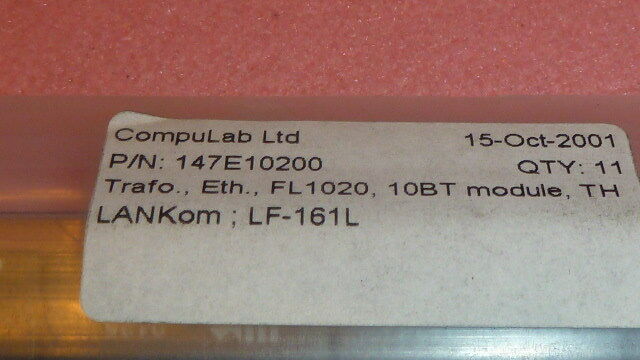 CompuLab Ltd 15-Oct-2001
P/N: 147E10200 QTY: 11
Trafo., Eth., FL1020, 10BT module, TH
LANKom ; LF-161L